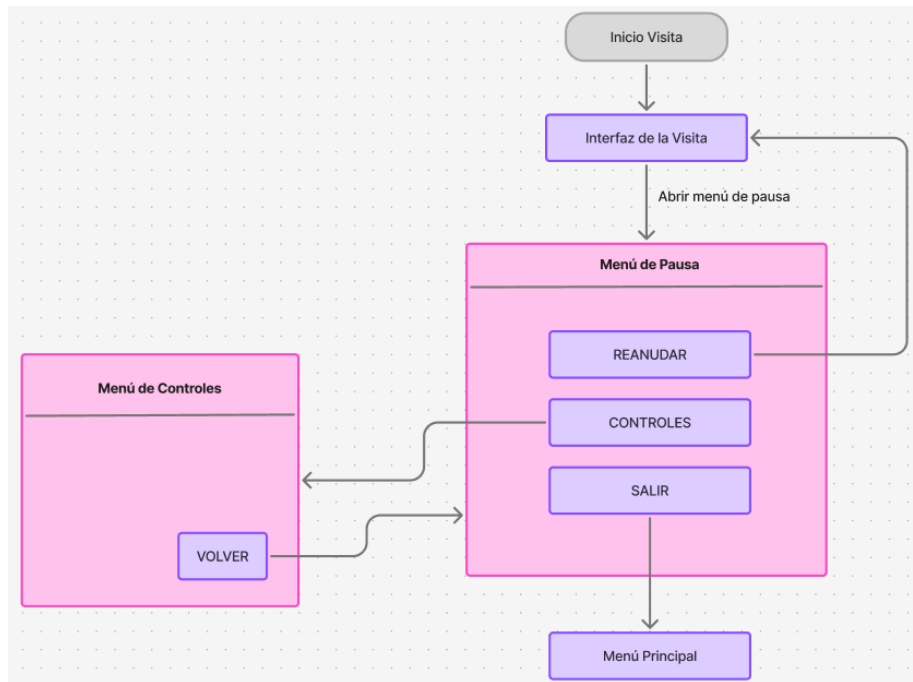 Inicio Visita
Interfaz de la Visita
Abrir menú de pausa
Menú de Pausa
REANUDAR
CONTROLES
SALIR
Menú de Controles
VOLVER
Menú Principal